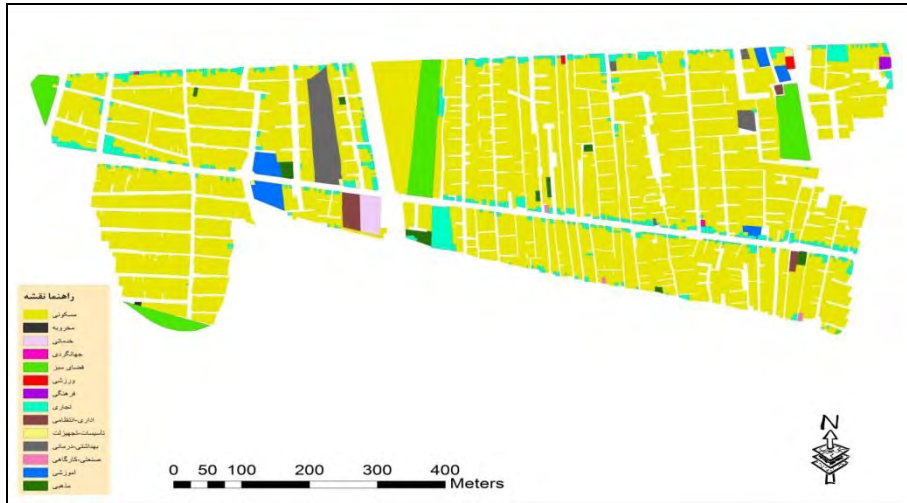 راهنما نقشه
مسکونی
مخروبه
خدماتی
جهانگردی
فضای سبز
ورزشی
فرهنگی
تجاری
اداری-انتظامی
تاسیسات-تجهیزات
بهداشتی-درمانی
صنعتی-کارگاهی
آموزشی
مذهبی
0 50 100 200 300 400
Meters
N